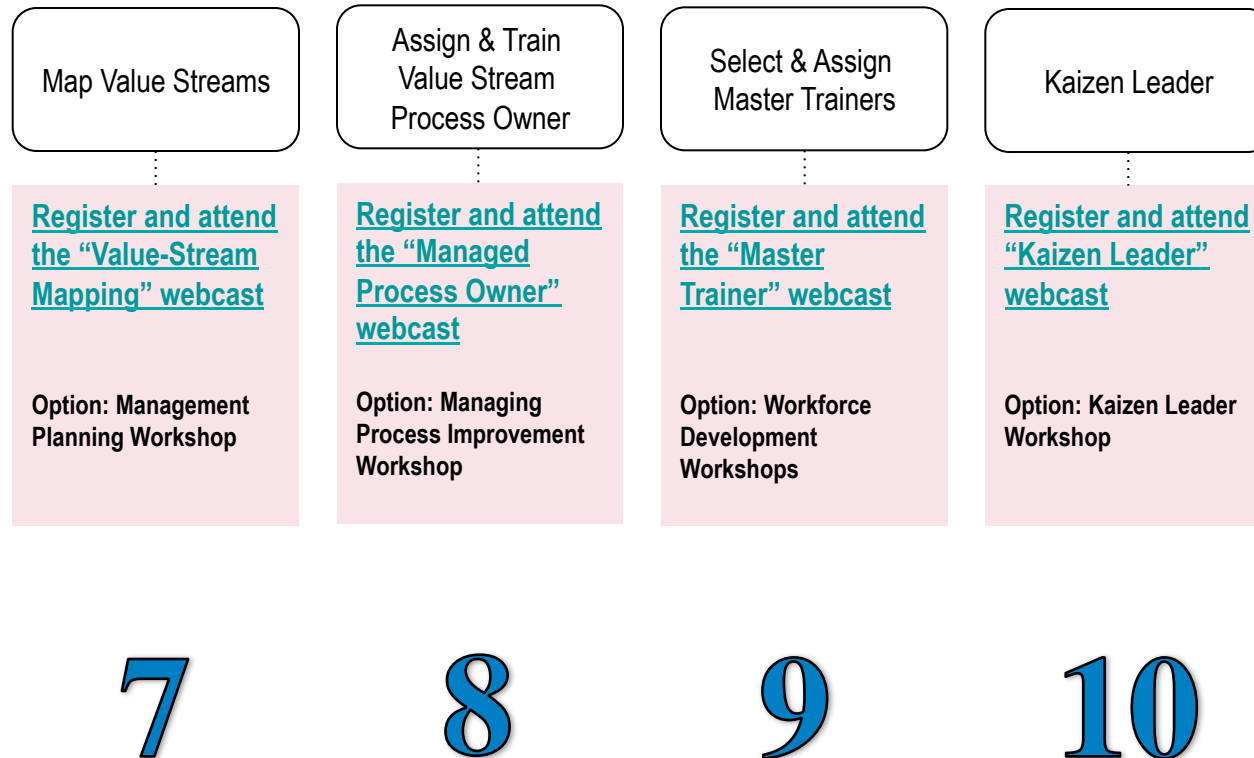 Map Value Streams
Assign & Train
Value Stream
Process Owner
Select & Assign
Master Trainers
Kaizen Leader
Register and attend
the “Value-Stream
Mapping” webcast
Option: Management
Planning Workshop
Register and attend
the “Managed
Process Owner”
webcast
Option: Managing
Process Improvement
Workshop
Register and attend
the “Master
Trainer” webcast
Option: Workforce
Development
Workshops
Register and attend
“Kaizen Leader”
webcast
Option: Kaizen Leader
Workshop
7
8
9
10